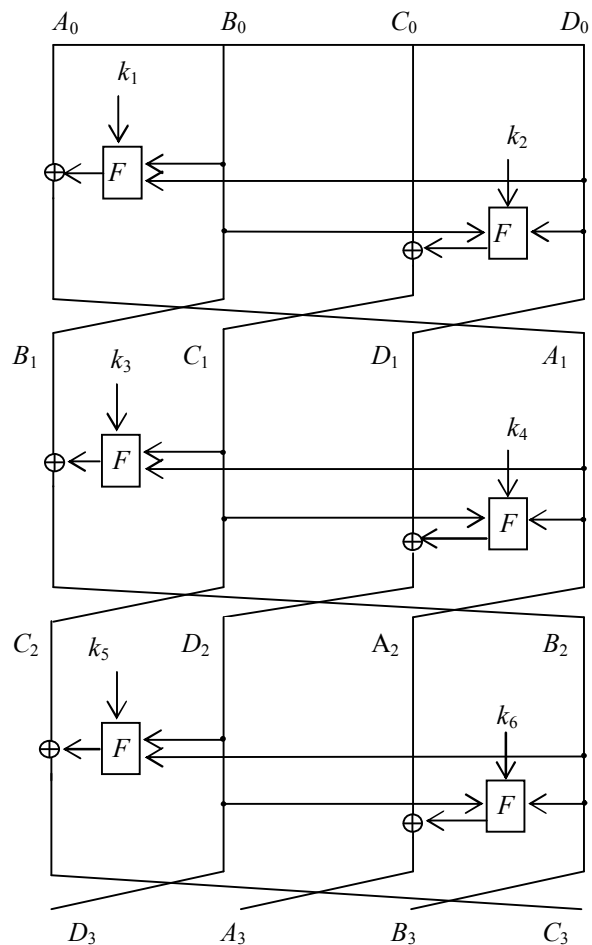 A₀ B₀ C₀ D₀
k₁
k₂
F
F
B₁ C₁ D₁ A₁
k₃
k₄
F
F
C₂ D₂ A₂ B₂
k₅
k₆
F
F
D₃ A₃ B₃ C₃